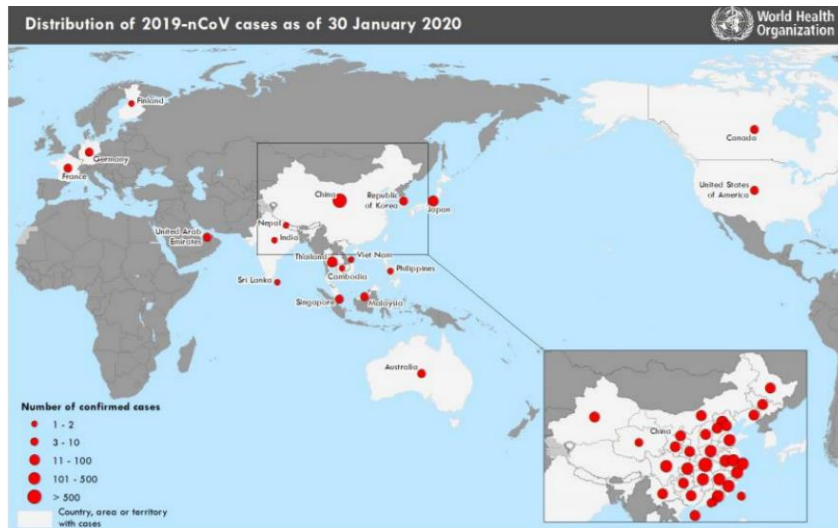 Distribution of 2019-nCoV cases as of 30 January 2020
World Health
Organization
Finland
Germany
France
Canada
United States
of America
China
Republic
of Korea
Japan
Nepal
India
United Arab
Emirates
Thailand
Viet Nam
Cambodia
Philippines
Sri Lanka
Singapore
Malaysia
Australia
Number of confirmed cases
1 - 2
3 - 10
11 - 100
101 - 500
> 500
Country, area or territory
with cases
China